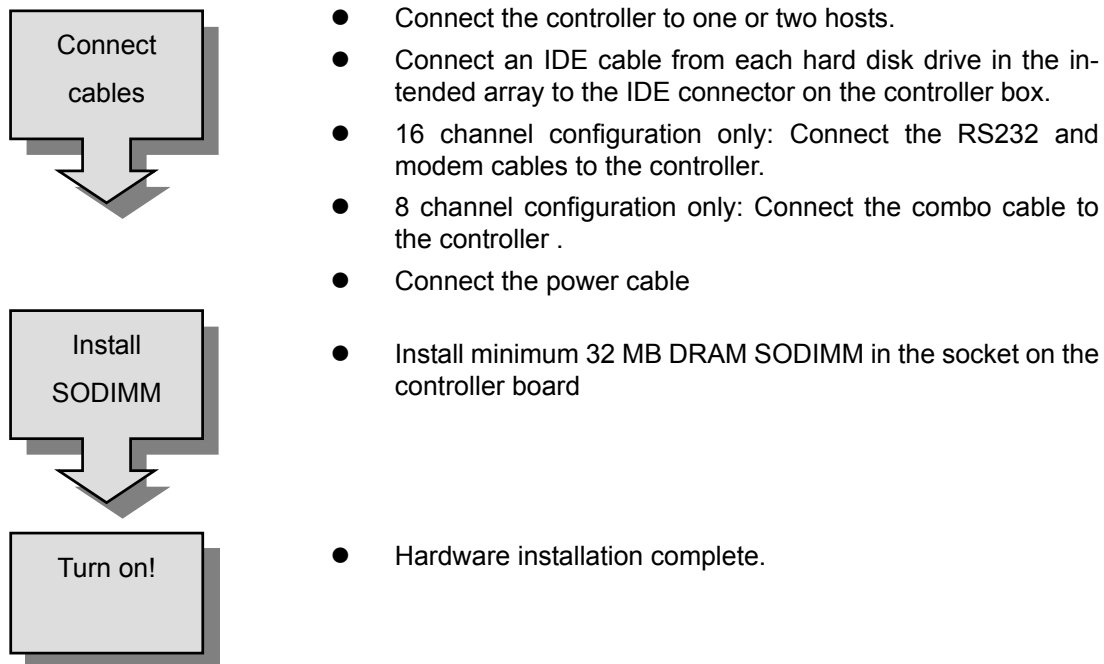 Connect
cables
● Connect the controller to one or two hosts.
● Connect an IDE cable from each hard disk drive in the in-
tended array to the IDE connector on the controller box.
● 16 channel configuration only: Connect the RS232 and
modem cables to the controller.
● 8 channel configuration only: Connect the combo cable to
the controller .
● Connect the power cable
Install
SODIMM
● Install minimum 32 MB DRAM SODIMM in the socket on the
controller board
Turn on!
● Hardware installation complete.